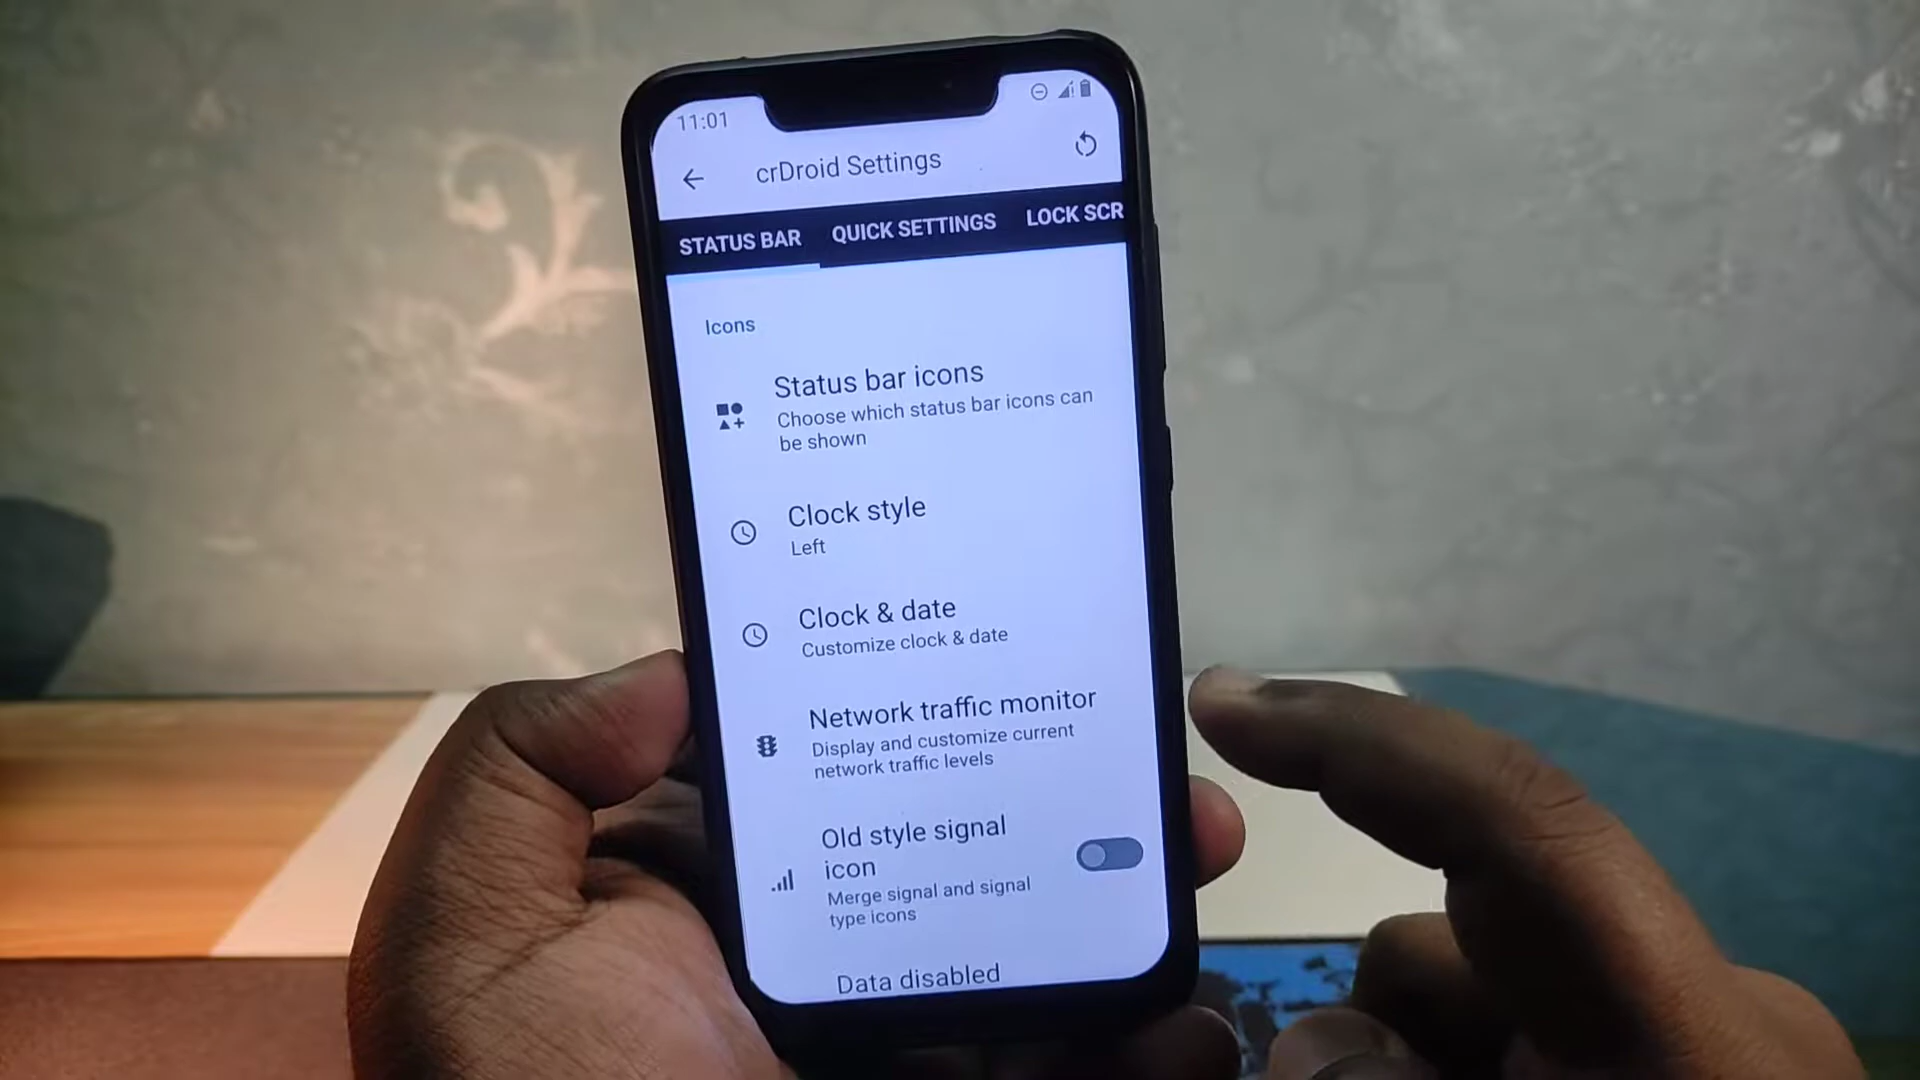 11:01
crDroid Settings
STATUS BAR QUICK SETTINGS LOCK SCR
Icons
Status bar icons
Choose which status bar icons can
be shown
Clock style
Left
Clock & date
Customize clock & date
Network traffic monitor
Display and customize current
network traffic levels
Old style signal
icon
Merge signal and signal
type icons
Data disabled